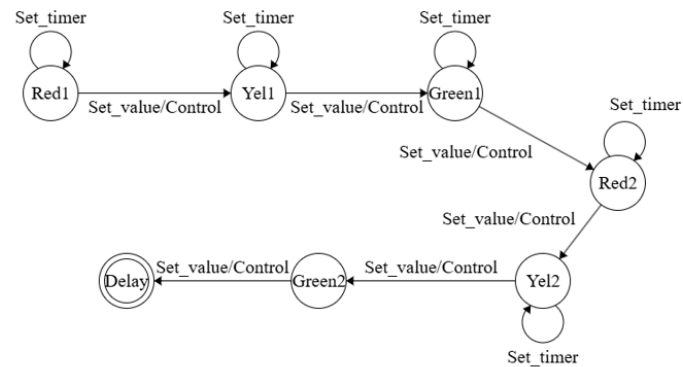 Set_timer
Set_timer
Set_timer
Red1
Yel1
Green1
Set_value/Control
Set_value/Control
Set_timer
Set_value/Control
Red2
Set_value/Control
Set_value/Control
Set_value/Control
Delay
Green2
Yel2
Set_timer